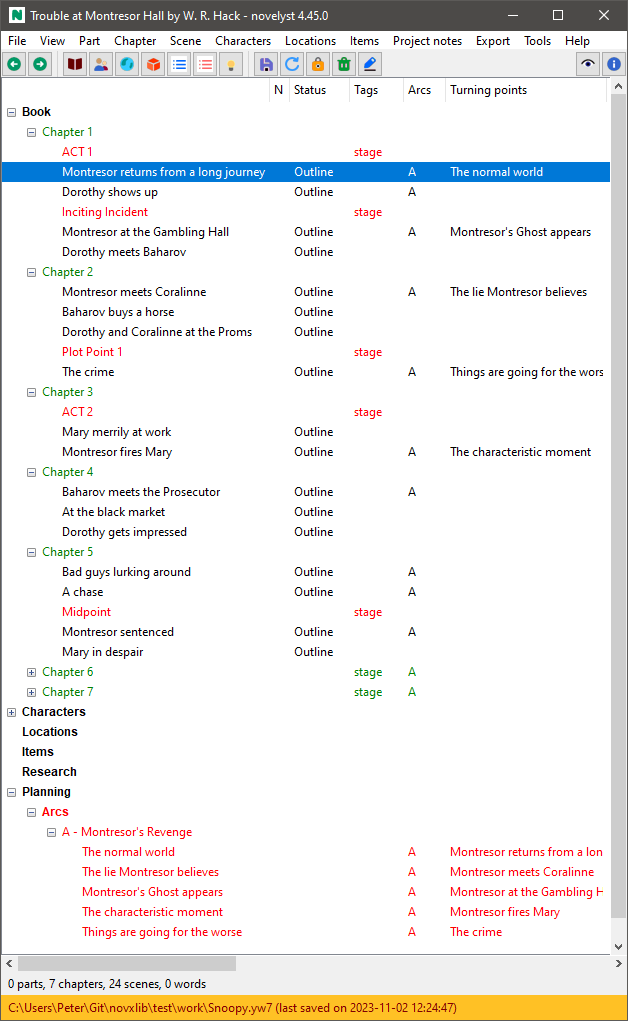 Trouble at Montresor Hall by W. R. Hack - novelyst 4.45.0
File View Part Chapter Scene Characters Locations Items Project notes Export Tools Help
N Status Tags Arcs Turning points
Book
Chapter 1
ACT 1 stage
Montresor returns from a long journey Outline A The normal world
Dorothy shows up Outline A
Inciting Incident stage
Montresor at the Gambling Hall Outline A Montresor's Ghost appears
Dorothy meets Baharov Outline
Chapter 2
Montresor meets Coralinne Outline A The lie Montresor believes
Baharov buys a horse Outline
Dorothy and Coralinne at the Proms Outline
Plot Point 1 stage
The crime Outline A Things are going for the wors
Chapter 3
ACT 2 stage
Mary merrily at work Outline
Montresor fires Mary Outline A The characteristic moment
Chapter 4
Baharov meets the Prosecutor Outline A
At the black market Outline
Dorothy gets impressed Outline
Chapter 5
Bad guys lurking around Outline A
A chase Outline A
Midpoint stage
Montresor sentenced Outline A
Mary in despair Outline
Chapter 6 stage A
Chapter 7 stage A
Characters
Locations
Items
Research
Planning
Arcs
A - Montresor's Revenge
The normal world A Montresor returns from a lon
The lie Montresor believes A Montresor meets Coralinne
Montresor's Ghost appears A Montresor at the Gambling H
The characteristic moment A Montresor fires Mary
Things are going for the worse A The crime
0 parts, 7 chapters, 24 scenes, 0 words
C:\Users\Peter\Git\novxlib\test\work\Snoopy.yw7 (last saved on 2023-11-02 12:24:47)